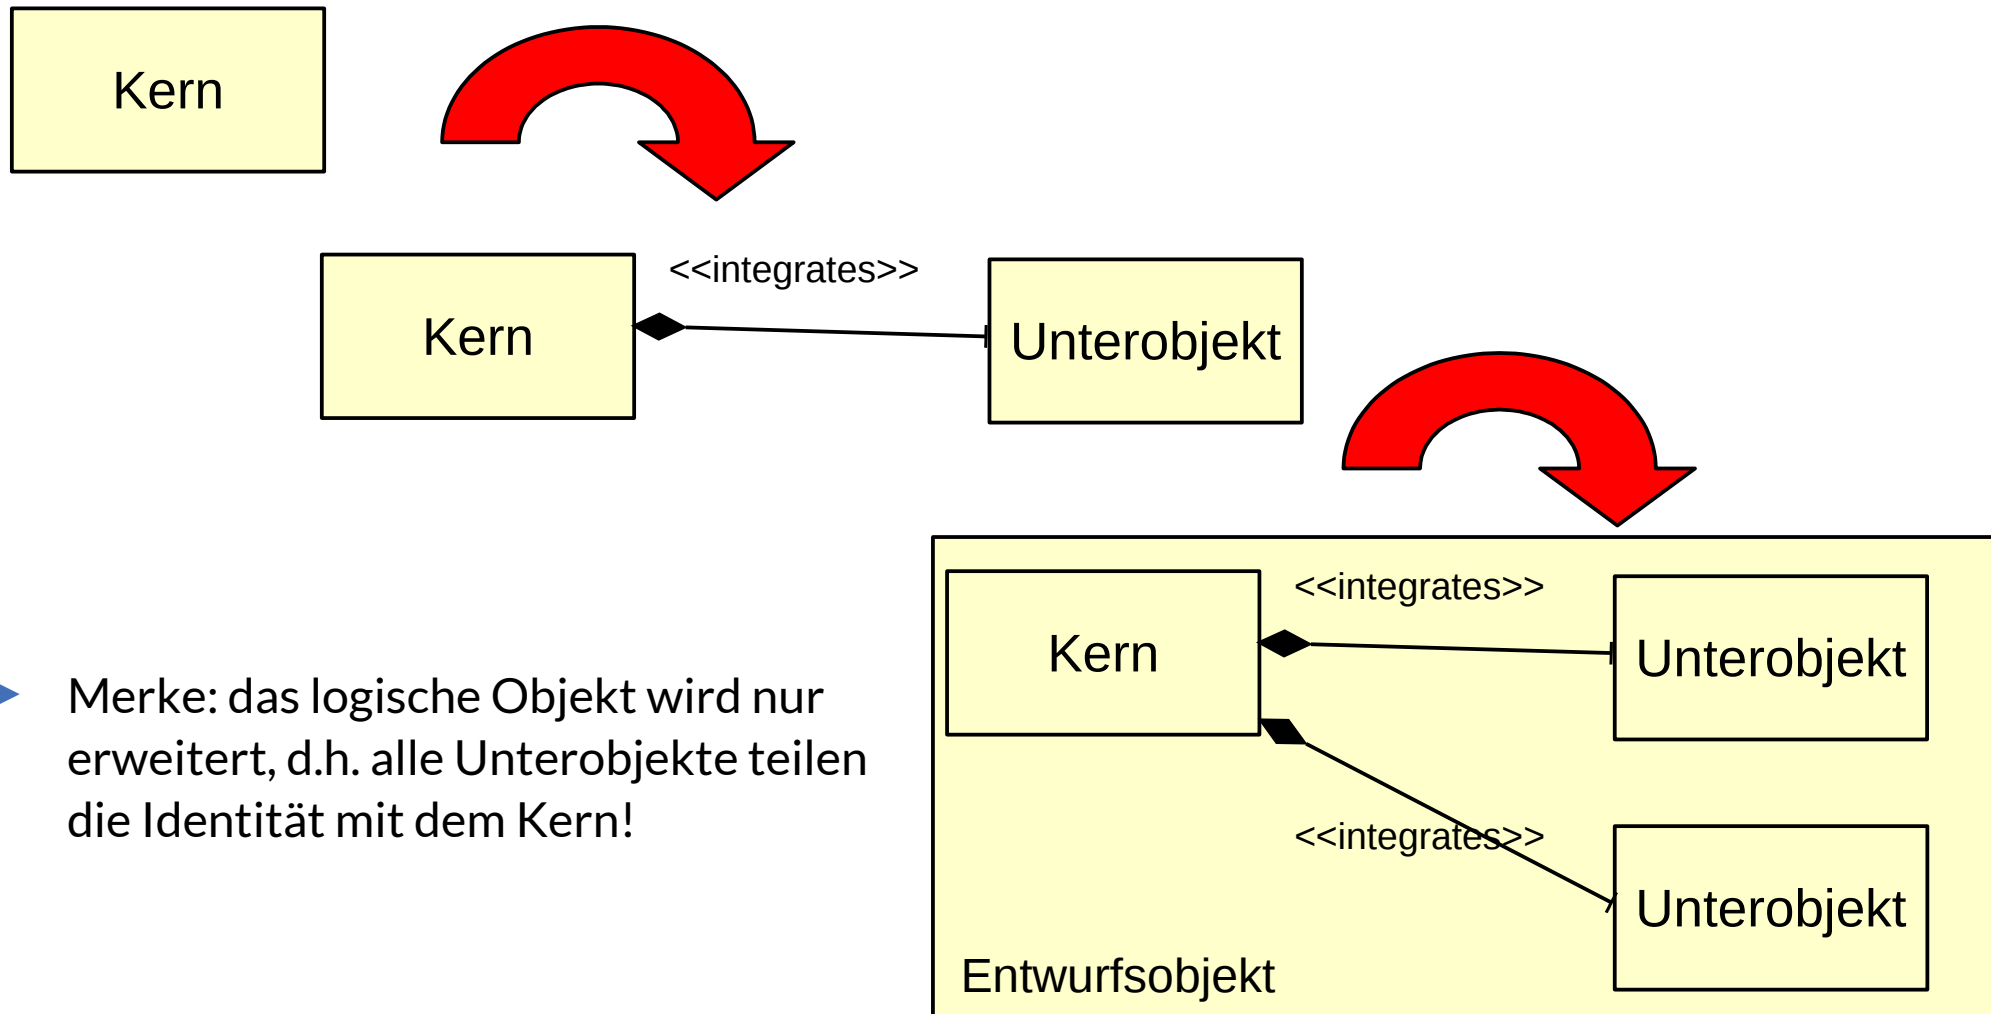 Kern
<<integrates>>
Kern
Unterobjekt
<<integrates>>
Kern
Unterobjekt
Merke: das logische Objekt wird nur
erweitert, d.h. alle Unterobjekte teilen
die Identität mit dem Kern!
<<integrates>>
Unterobjekt
Entwurfsobjekt